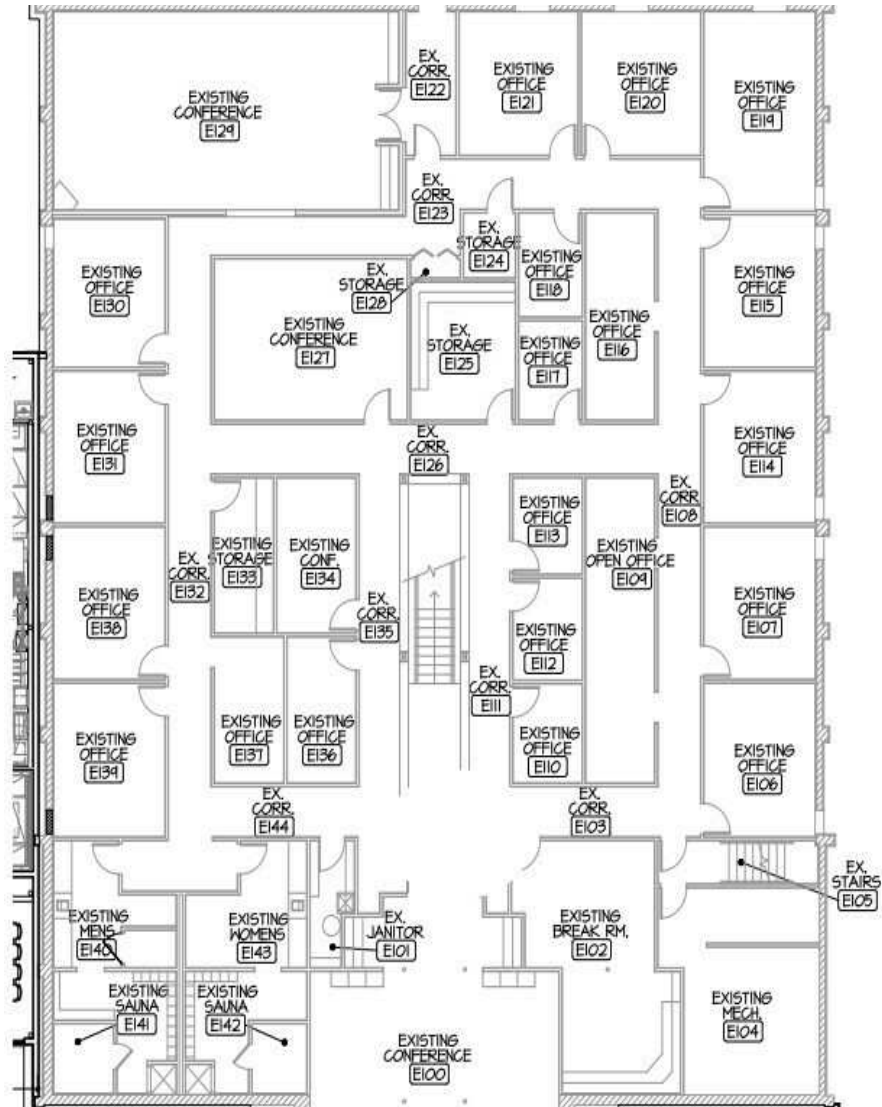 EXISTING
CONFERENCE
E129
EX.
CORR.
E122
EXISTING
OFFICE
E121
EXISTING
OFFICE
E120
EXISTING
OFFICE
E119
EX.
CORR.
E123
EX.
STORAGE
E124
EXISTING
OFFICE
E118
EXISTING
OFFICE
E130
EX.
STORAGE
E128
EXISTING
OFFICE
E115
EXISTING
CONFERENCE
E127
EX.
STORAGE
E125
EXISTING
OFFICE
E117
EXISTING
OFFICE
E116
EXISTING
OFFICE
E131
EX.
CORR.
E126
EXISTING
OFFICE
E114
EX.
CORR.
E108
EXISTING
OFFICE
E113
EXISTING
OPEN OFFICE
E109
EXISTING
STORAGE
E133
EXISTING
CONF.
E134
EX.
CORR.
E132
EXISTING
OFFICE
E138
EX.
CORR.
E135
EXISTING
OFFICE
E112
EXISTING
OFFICE
E107
EX.
CORR.
E111
EXISTING
OFFICE
E139
EXISTING
OFFICE
E137
EXISTING
OFFICE
E136
EXISTING
OFFICE
E110
EXISTING
OFFICE
E106
EX.
CORR.
E144
EX.
CORR.
E103
EX.
STAIRS
E105
EXISTING
MENS
E140
EXISTING
WOMENS
E143
EX.
JANITOR
E101
EXISTING
BREAK RM.
E102
EXISTING
SAUNA
E141
EXISTING
SAUNA
E142
EXISTING
MECH.
E104
EXISTING
CONFERENCE
E100